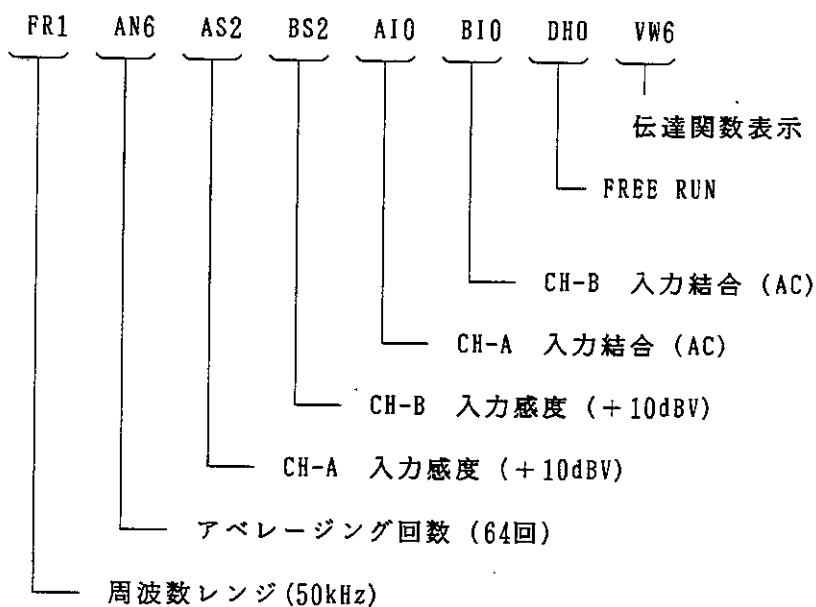 FR1 AN6 AS2 BS2 AI0 BI0 DH0 VW6
伝達関数表示
FREE RUN
CH-B 入力結合 (AC)
CH-A 入力結合 (AC)
CH-B 入力感度 (+10dBV)
CH-A 入力感度 (+10dBV)
アベレージング回数 (64回)
周波数レンジ(50kHz)